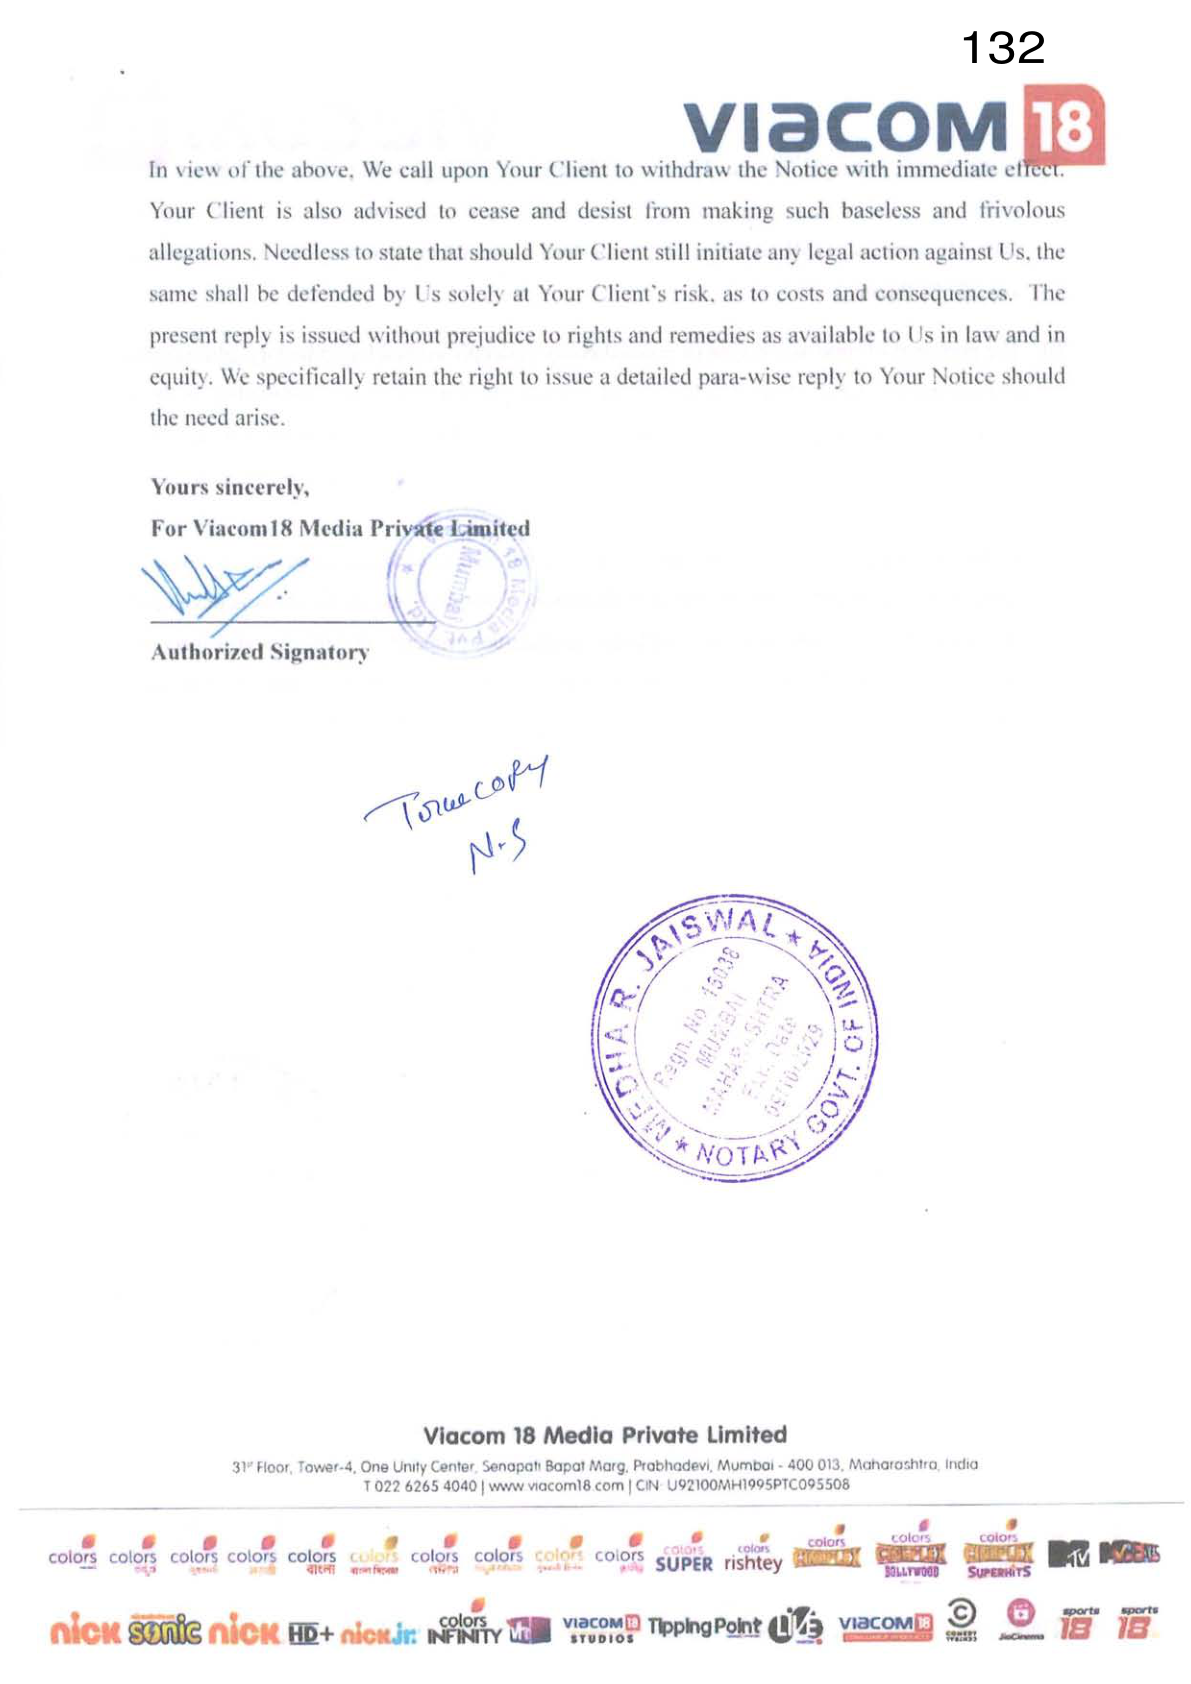 132
VIACOM 18
In view of the above, We call upon Your Client to withdraw the Notice with immediate effect.
Your Client is also advised to cease and desist from making such baseless and frivolous
allegations. Needless to state that should Your Client still initiate any legal action against Us, the
same shall be defended by Us solely at Your Client's risk, as to costs and consequences. The
present reply is issued without prejudice to rights and remedies as available to Us in law and in
equity. We specifically retain the right to issue a detailed para-wise reply to Your Notice should
the need arise.
Yours sincerely,
For Viacom18 Media Private Limited
18 Media Pvt. Ltd. ★
Mumbai
Authorized Signatory
True copy
N.S
MEDHA R. JAISWAL ★ NOTARY GOVT. OF INDIA ★
Regn. No 16038
MUMBAI
MAHARASHTRA
Date
Viacom 18 Media Private Limited
31st Floor, Tower-4, One Unity Center, Senapati Bapat Marg, Prabhadevi, Mumbai - 400 013, Maharashtra, India
T 022 6265 4040 | www viacom18.com | CIN- U92100MH1995PTC095508
colors colors colors colors colors বাংলা colors colors colors colors colors colors SUPER colors rishtey colors CINEPLEX colors CINEPLEX BOLLYWOOD colors CINEPLEX SUPERHITS MTV MTV BEATS
nick sonic nick HD+ nick jr. colors INFINITY VH1 VIACOM 18 STUDIOS Tipping Point VIACOM 18 COMEDY CENTRAL JioCinema sports 18 sports 18